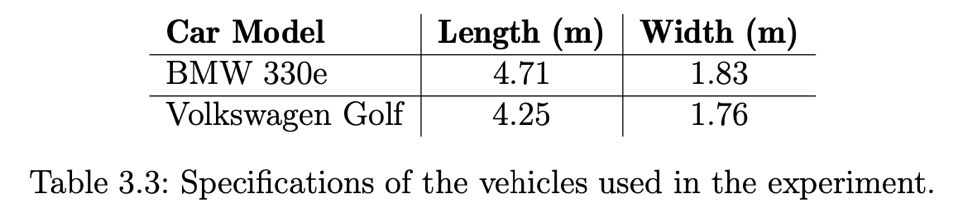 Car Model Length (m) Width (m)
BMW 330e 4.71 1.83
Volkswagen Golf 4.25 1.76
Table 3.3: Specifications of the vehicles used in the experiment.